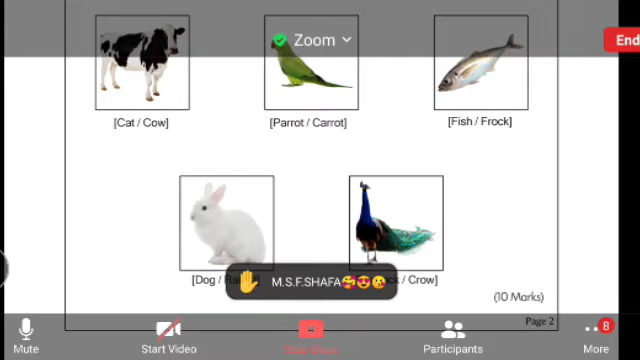 Zoom
End
[Cat / Cow]
[Parrot / Carrot]
[Fish / Frock]
[Dog /
/ Crow]
M.S.F.SHAFA🥰😍😘
(10 Marks)
Page 2
8
Mute
Start Video
Participants
More